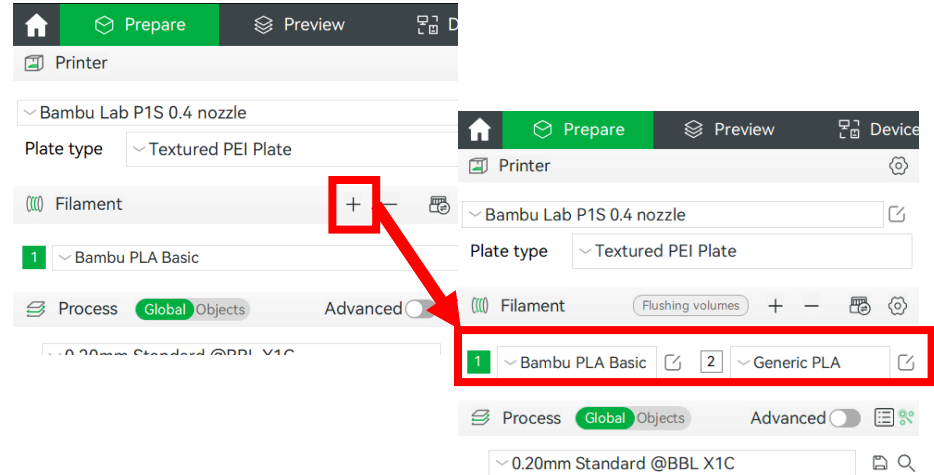 Prepare Preview D
Printer
Bambu Lab P1S 0.4 nozzle
Plate type Textured PEI Plate
Filament
1 Bambu PLA Basic
Process Global Objects Advanced
0.20mm Standard @BBL X1C
Prepare Preview Device
Printer
Bambu Lab P1S 0.4 nozzle
Plate type Textured PEI Plate
Filament Flushing volumes
1 Bambu PLA Basic 2 Generic PLA
Process Global Objects Advanced
0.20mm Standard @BBL X1C